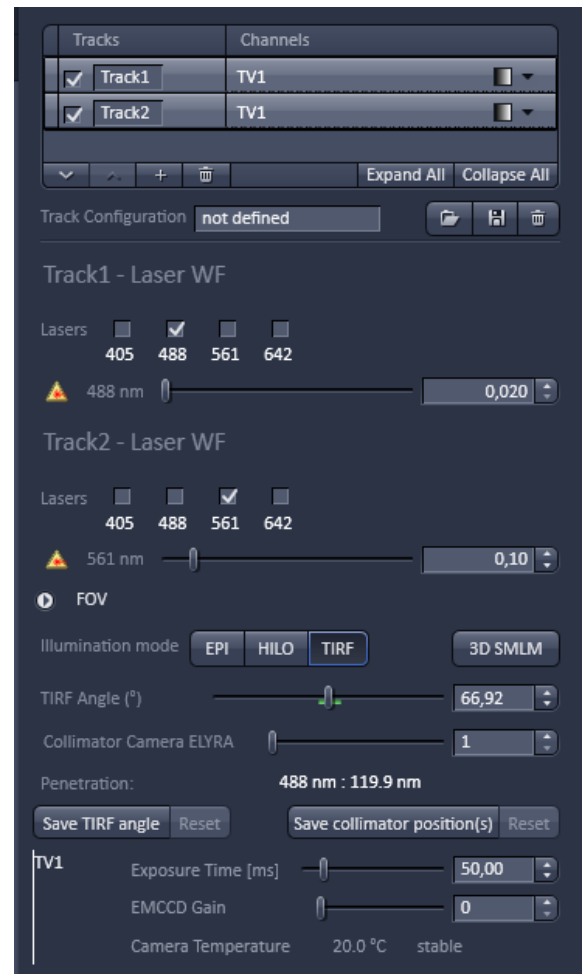 Tracks Channels
Track1 TV1
Track2 TV1
Expand All Collapse All
Track Configuration not defined
Track1 - Laser WF
Lasers
405 488 561 642
488 nm 0,020
Track2 - Laser WF
Lasers
405 488 561 642
561 nm 0,10
FOV
Illumination mode EPI HILO TIRF 3D SMLM
TIRF Angle (°) 66,92
Collimator Camera ELYRA 1
Penetration: 488 nm : 119.9 nm
Save TIRF angle Reset Save collimator position(s) Reset
TV1 Exposure Time [ms] 50,00
EMCCD Gain 0
Camera Temperature 20.0 °C stable